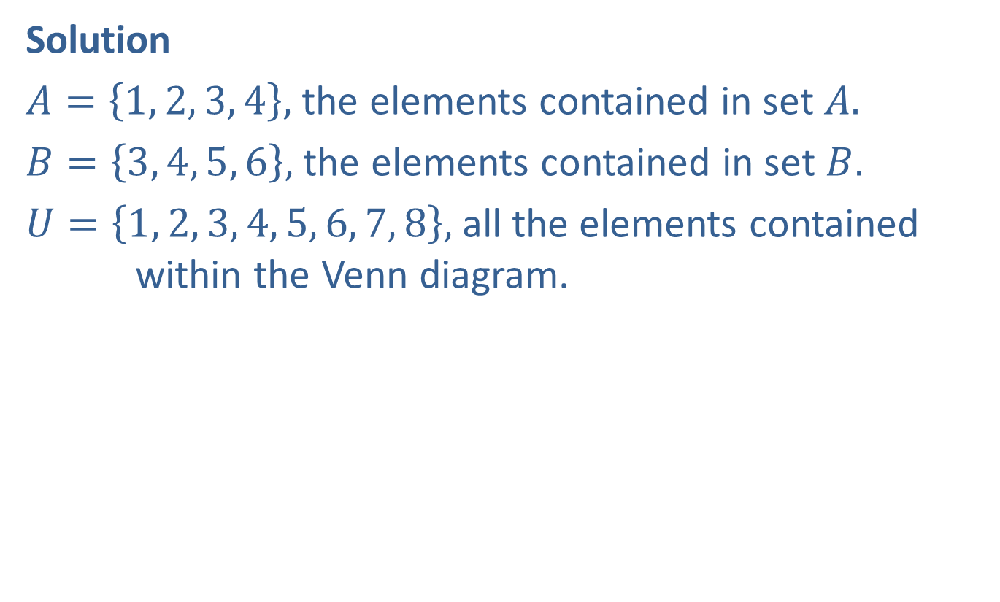 Solution
A = {1, 2, 3, 4}, the elements contained in set A.
B = {3, 4, 5, 6}, the elements contained in set B.
U = {1, 2, 3, 4, 5, 6, 7, 8}, all the elements contained
within the Venn diagram.